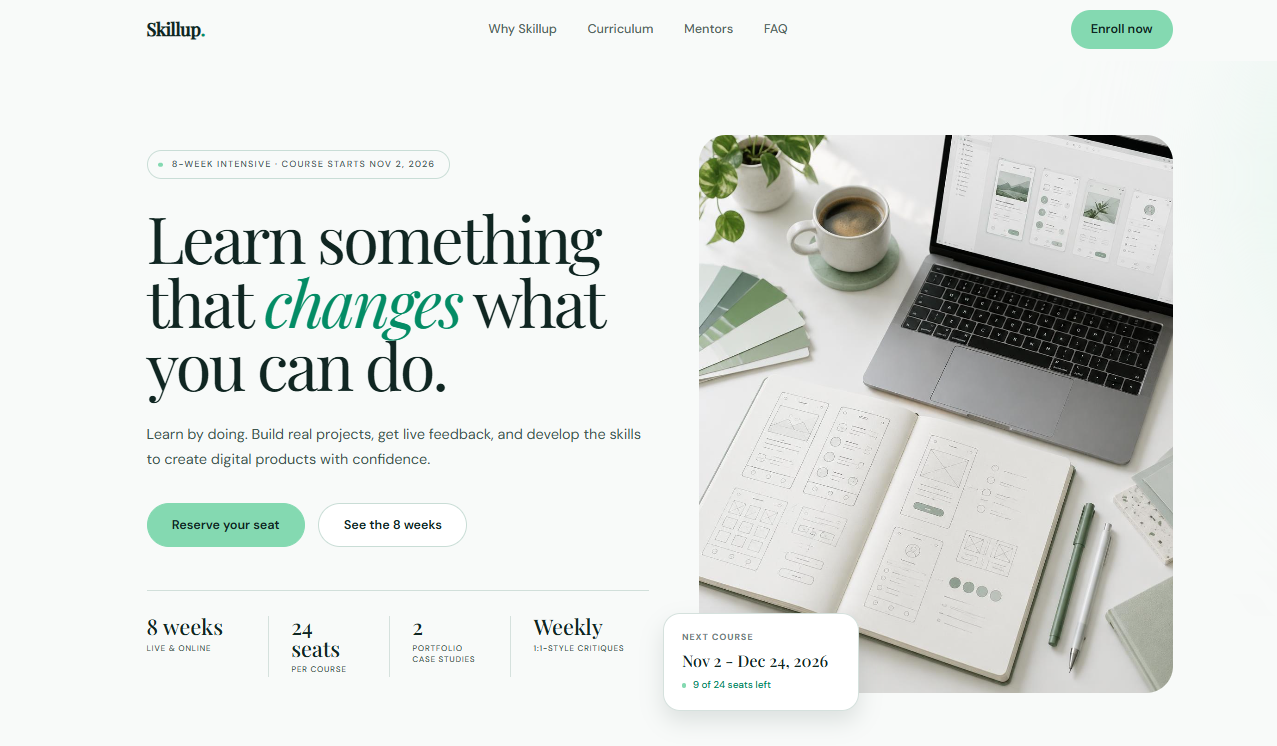 Skillup.
Why Skillup
Curriculum
Mentors
FAQ
Enroll now
8-WEEK INTENSIVE · COURSE STARTS NOV 2, 2026
Learn something
that changes what
you can do.
Learn by doing. Build real projects, get live feedback, and develop the skills
to create digital products with confidence.
Reserve your seat
See the 8 weeks
8 weeks
LIVE & ONLINE
24
seats
PER COURSE
2
PORTFOLIO
CASE STUDIES
Weekly
1:1-STYLE CRITIQUES
NEXT COURSE
Nov 2 - Dec 24, 2026
9 of 24 seats left